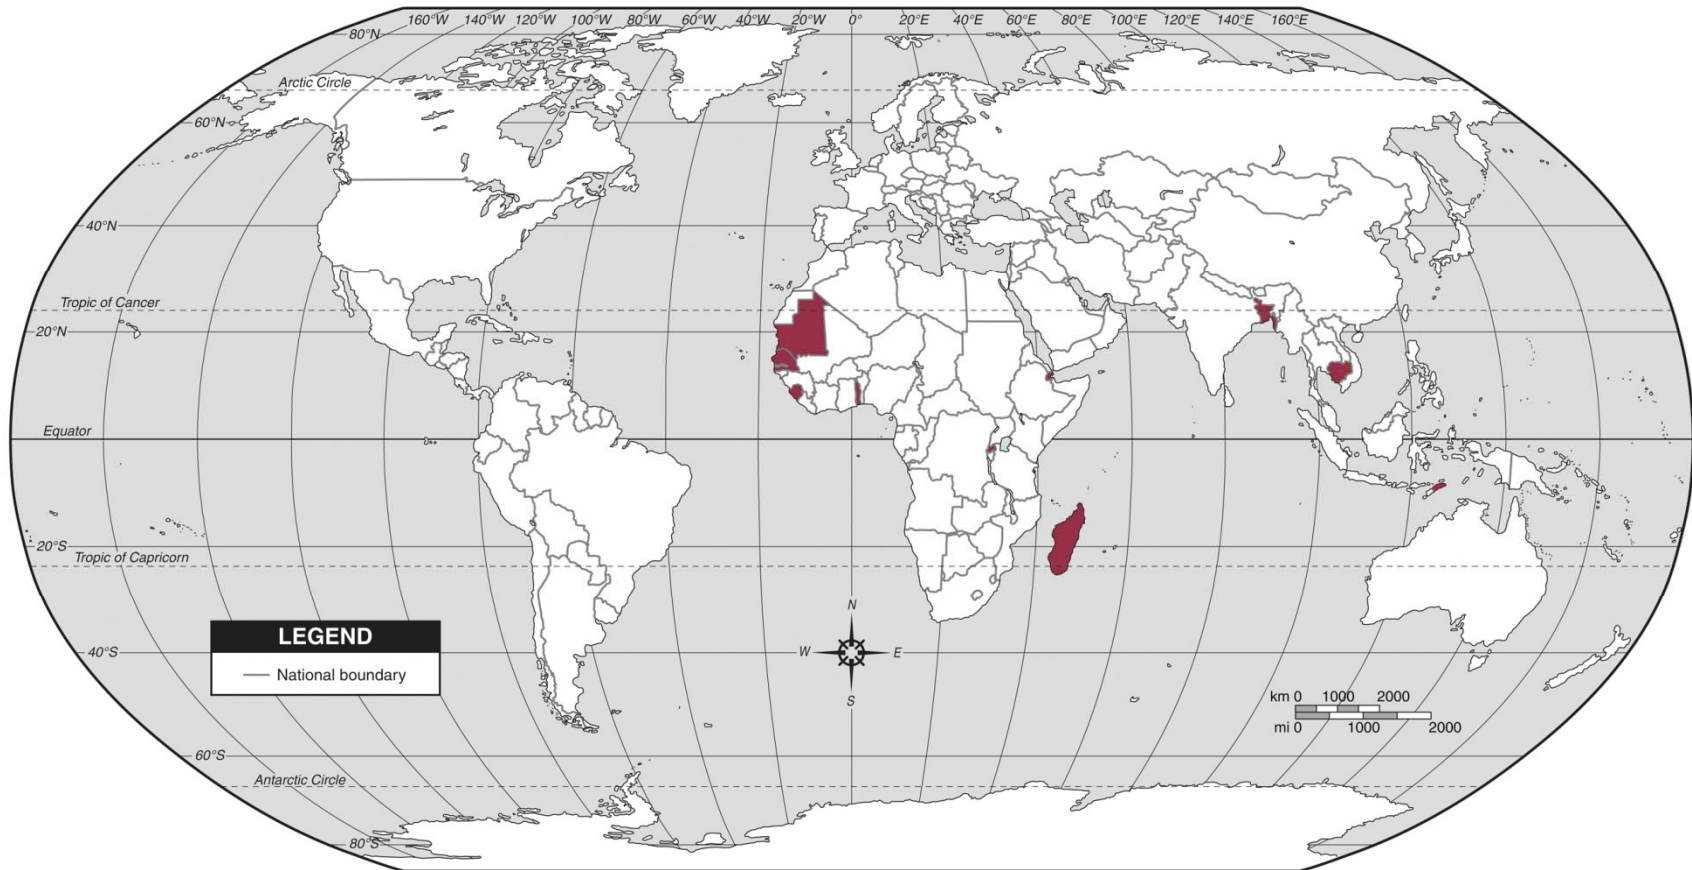 160°W 140°W 120°W 100°W 80°W 60°W 40°W 20°W 0° 20°E 40°E 60°E 80°E 100°E 120°E 140°E 160°E
80°N
Arctic Circle
60°N
40°N
Tropic of Cancer
20°N
Equator
20°S
Tropic of Capricorn
N
W E
S
LEGEND
National boundary
40°S
km 0 1000 2000
mi 0 1000 2000
60°S
Antarctic Circle
80°S